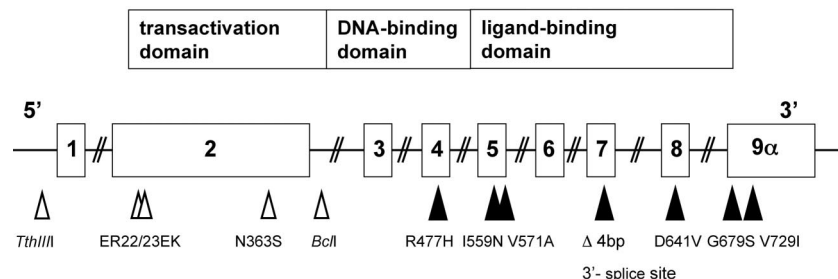 transactivation domain
DNA-binding domain
ligand-binding domain
5’ 3’
1 2 3 4 5 6 7 8 9α
TthIIII ER22/23EK N363S BclI R477H I559N V571A Δ 4bp D641V G679S V729I
3’- splice site